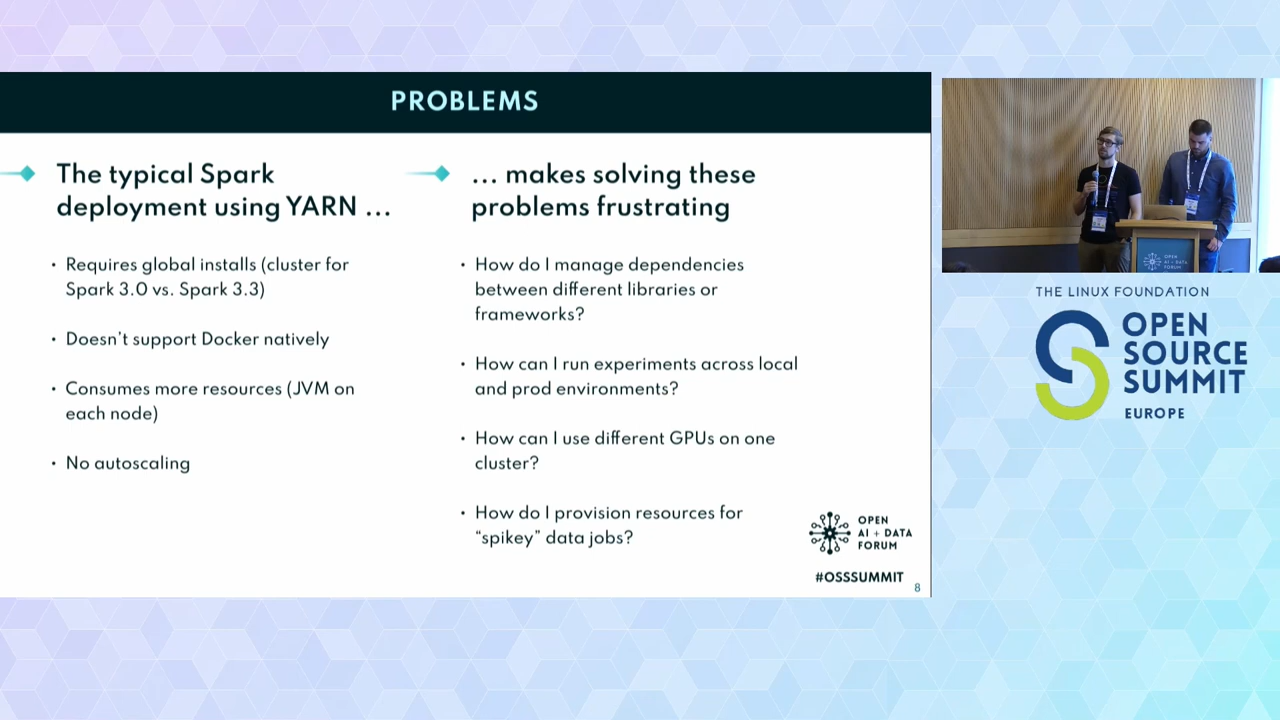 PROBLEMS
The typical Spark
deployment using YARN ...
• Requires global installs (cluster for
Spark 3.0 vs. Spark 3.3)
• Doesn't support Docker natively
• Consumes more resources (JVM on
each node)
• No autoscaling
... makes solving these
problems frustrating
• How do I manage dependencies
between different libraries or
frameworks?
• How can I run experiments across local
and prod environments?
• How can I use different GPUs on one
cluster?
• How do I provision resources for
“spikey” data jobs?
OPEN
AI + DATA
FORUM
#OSSSUMMIT
8
OPEN
AI + DATA
FORUM
THE LINUX FOUNDATION
OPEN
SOURCE
SUMMIT
EUROPE